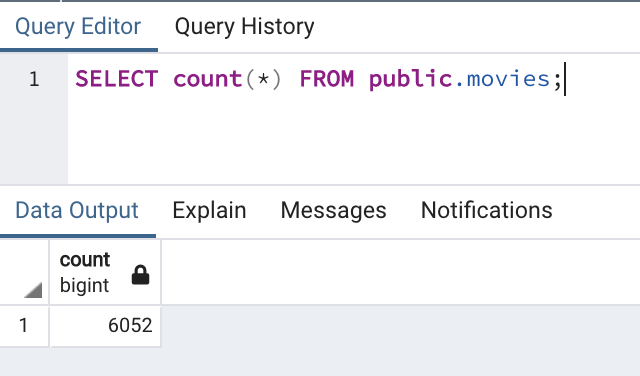 Query Editor Query History
1 SELECT count(*) FROM public.movies;
Data Output Explain Messages Notifications
count
bigint
1 6052